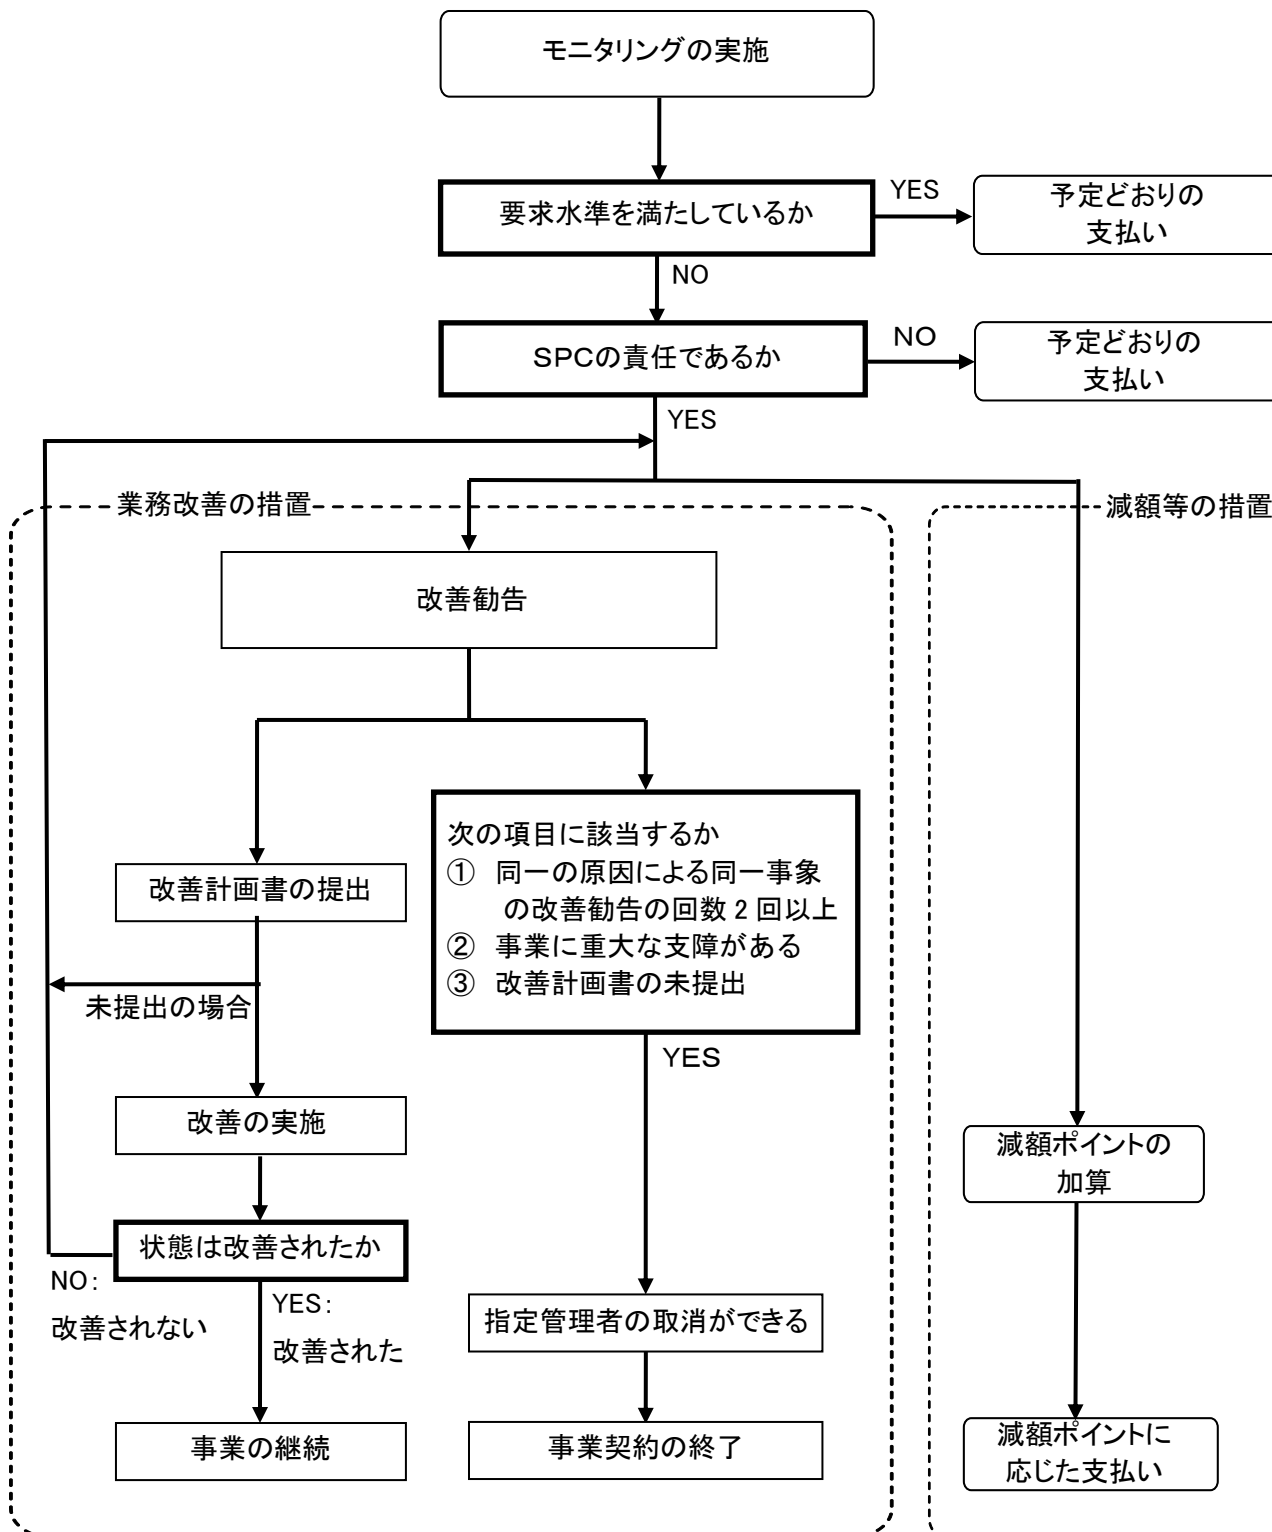 モニタリングの実施
要求水準を満たしているか
YES
予定どおりの
支払い
NO
SPCの責任であるか
NO
予定どおりの
支払い
YES
業務改善の措置
減額等の措置
改善勧告
次の項目に該当するか
① 同一の原因による同一事象
の改善勧告の回数2回以上
② 事業に重大な支障がある
③ 改善計画書の未提出
改善計画書の提出
未提出の場合
YES
改善の実施
減額ポイントの
加算
状態は改善されたか
NO:
改善されない
YES:
改善された
指定管理者の取消ができる
事業の継続
事業契約の終了
減額ポイントに
応じた支払い